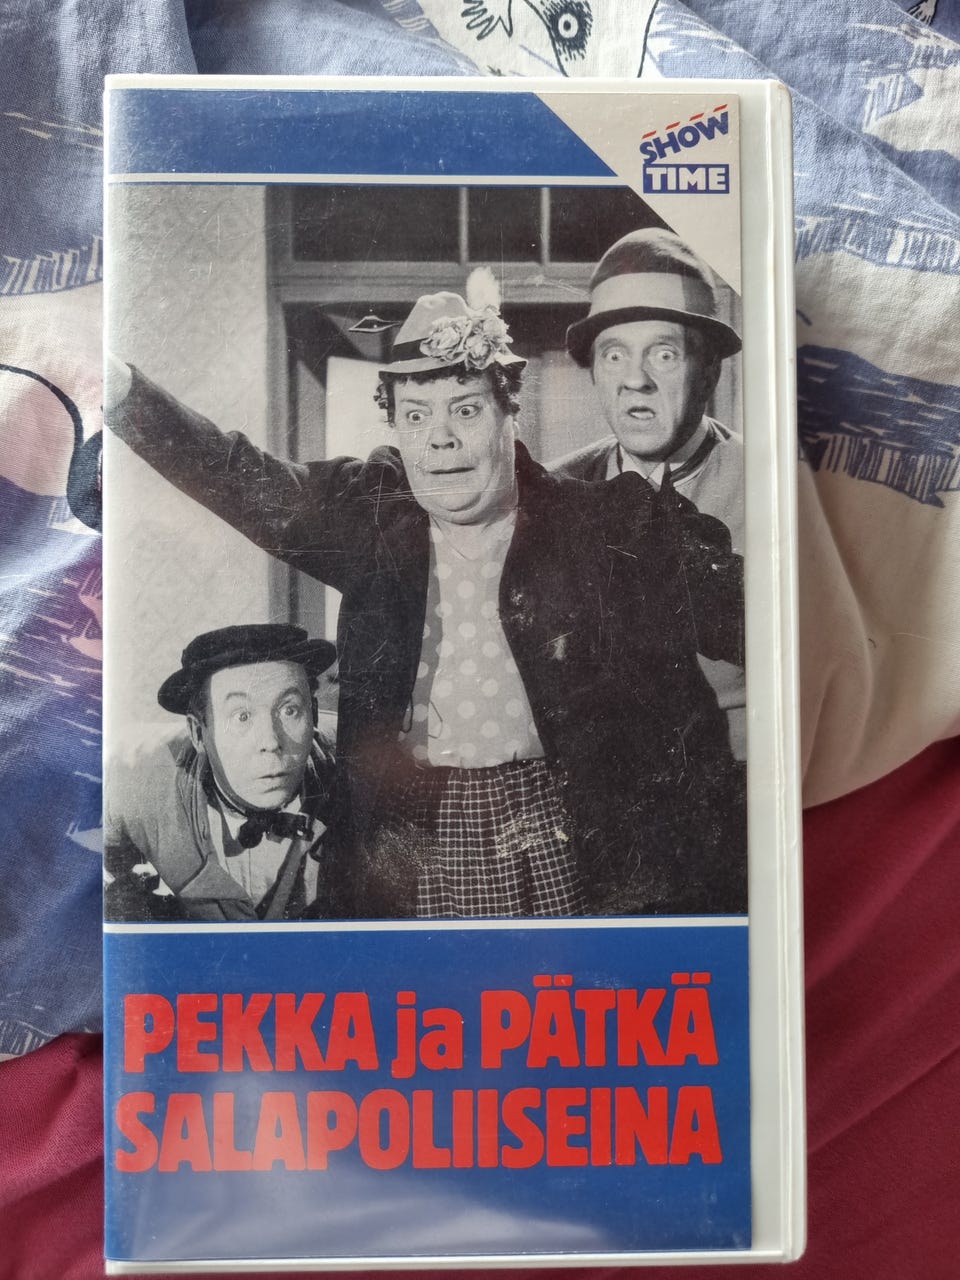 SHOW
TIME
PEKKA ja PÄTKÄ
SALAPOLIISEINA